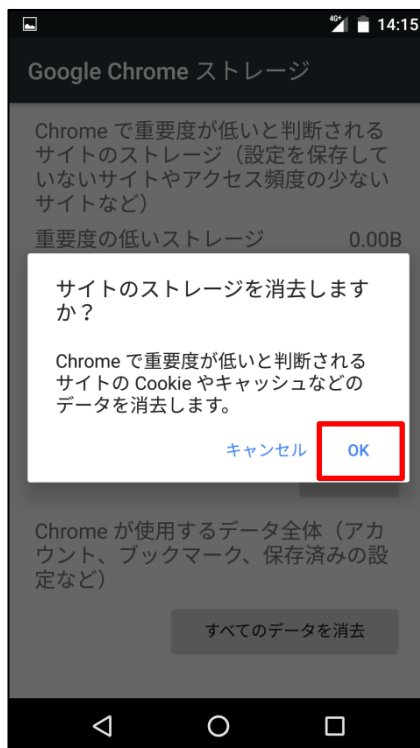 4G+ 14:15
Google Chrome ストレージ
Chrome で重要度が低いと判断される
サイトのストレージ（設定を保存して
いないサイトやアクセス頻度の少ない
サイトなど）
重要度の低いストレージ 0.00B
サイトのストレージを消去します
か？
Chrome で重要度が低いと判断される
サイトの Cookie やキャッシュなどの
データを消去します。
キャンセル OK
Chrome が使用するデータ全体（アカ
ウント、ブックマーク、保存済みの設
定など）
すべてのデータを消去